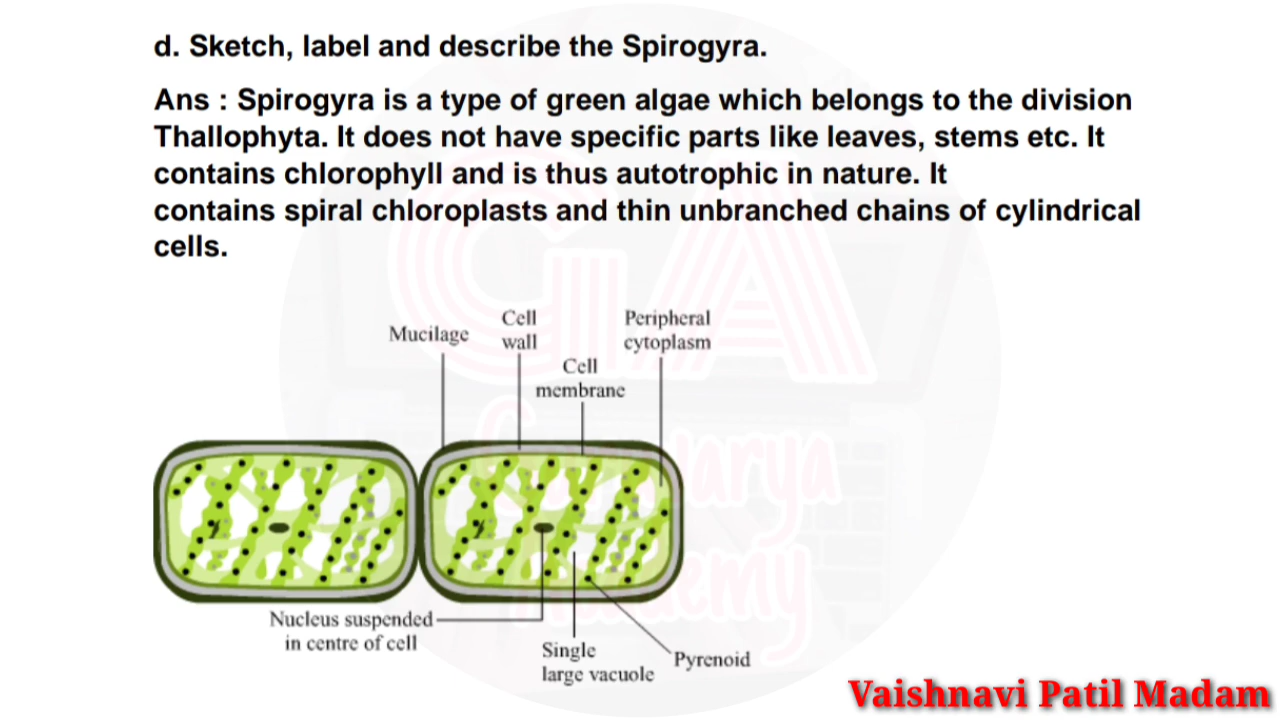 d. Sketch, label and describe the Spirogyra.
Ans : Spirogyra is a type of green algae which belongs to the division
Thallophyta. It does not have specific parts like leaves, stems etc. It
contains chlorophyll and is thus autotrophic in nature. It
contains spiral chloroplasts and thin unbranched chains of cylindrical
cells.
Mucilage
Cell
wall
Cell
membrane
Peripheral
cytoplasm
Nucleus suspended
in centre of cell
Single
large vacuole
Pyrenoid
GA
Academy
Vaishnavi Patil Madam